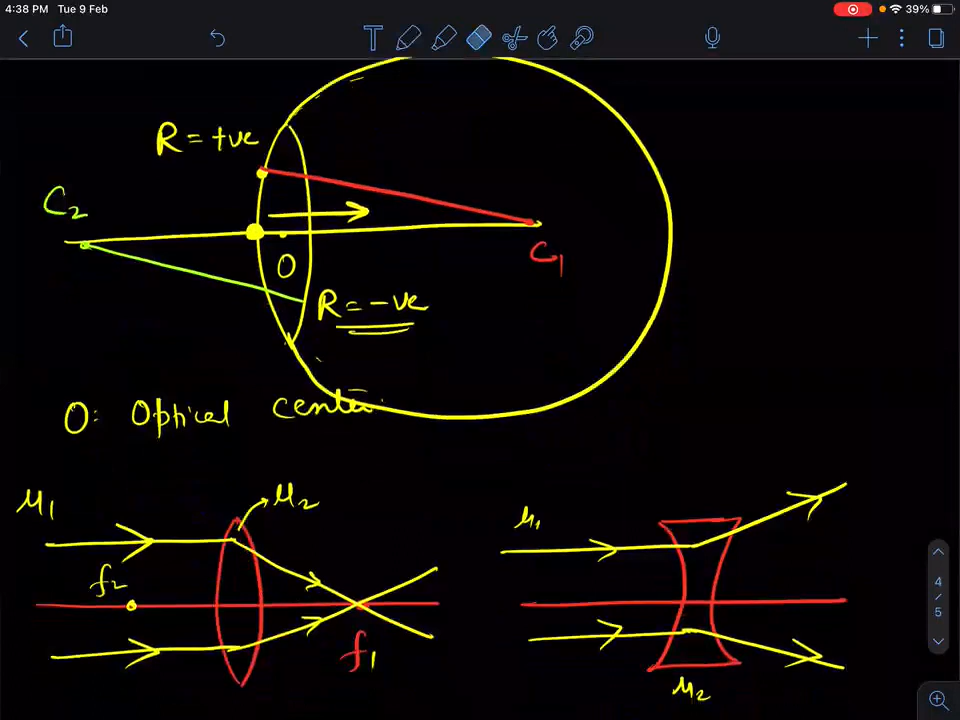 4:38 PM Tue 9 Feb
39%
R = +ve
C₂
O
C₁
R = -ve
O: Optical center.
μ₁
μ₂
f₂
f₁
μ₁
μ₂
4
/
5